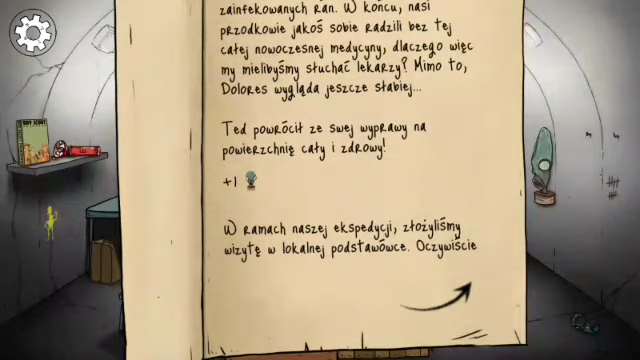 zainfekowanych ran. W końcu, nasi
przodkowie jakoś sobie radzili bez tej
całej nowoczesnej medycyny, dlaczego więc
my mielibyśmy słuchać lekarzy? Mimo to,
Dolores wygląda jeszcze słabiej...
Ted powrócił ze swej wyprawy na
powierzchnię cały i zdrowy!
+1
W ramach naszej ekspedycji, złożyliśmy
wizytę w lokalnej podstawówce. Oczywiście